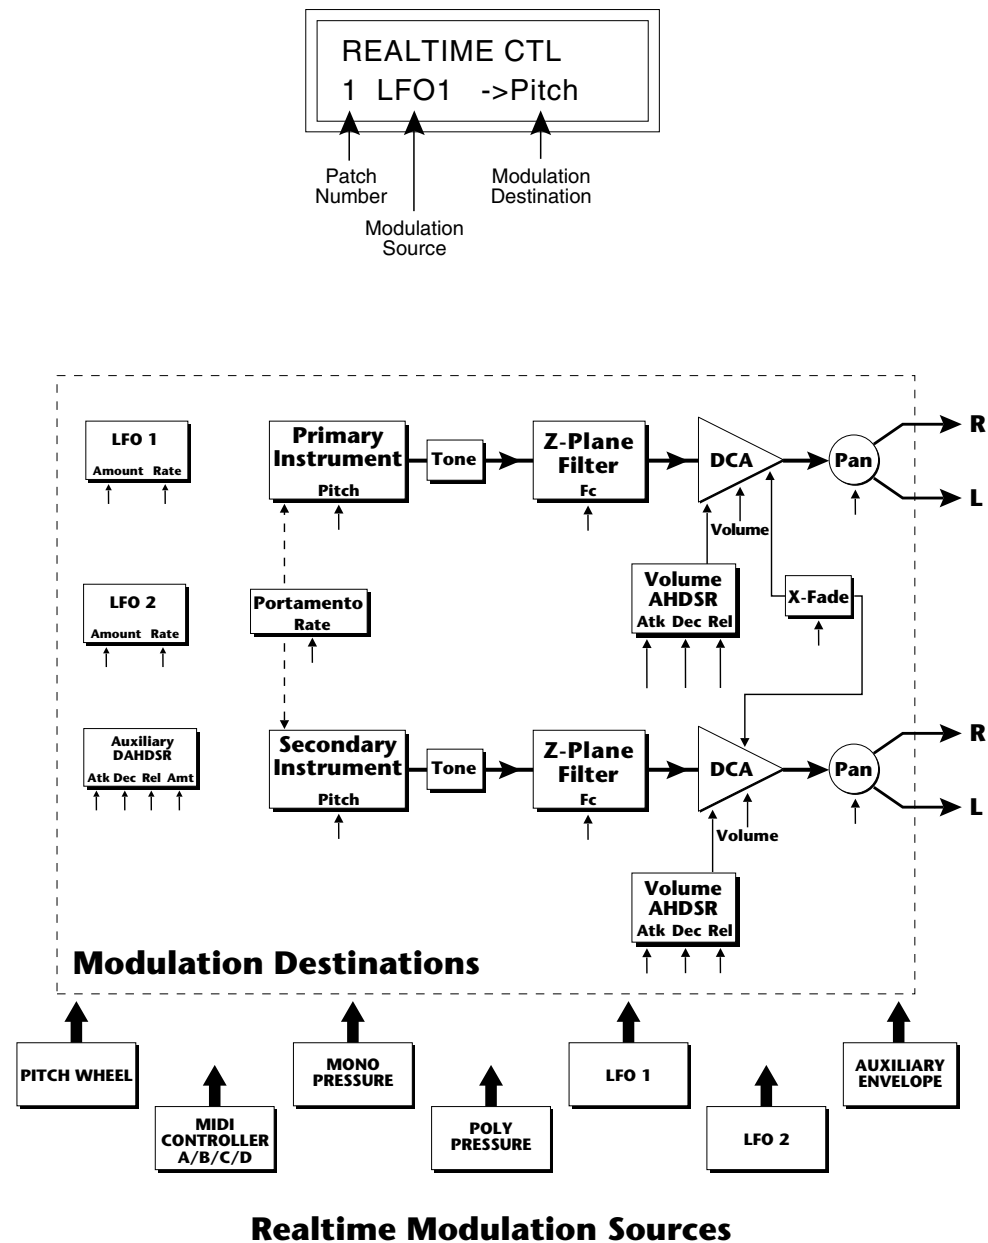 REALTIME CTL
1 LFO1 ->Pitch
Patch
Number
Modulation
Source
Modulation
Destination
LFO 1
Amount Rate
Primary
Instrument
Pitch
Tone
Z-Plane
Filter
Fc
DCA
Volume
Pan
R
L
LFO 2
Amount Rate
Portamento
Rate
Volume
AHDSR
Atk Dec Rel
X-Fade
Auxiliary
DAHDSR
Atk Dec Rel Amt
Secondary
Instrument
Pitch
Tone
Z-Plane
Filter
Fc
DCA
Volume
Pan
R
L
Volume
AHDSR
Atk Dec Rel
Modulation Destinations
PITCH WHEEL
MIDI
CONTROLLER
A/B/C/D
MONO
PRESSURE
POLY
PRESSURE
LFO 1
LFO 2
AUXILIARY
ENVELOPE
Realtime Modulation Sources